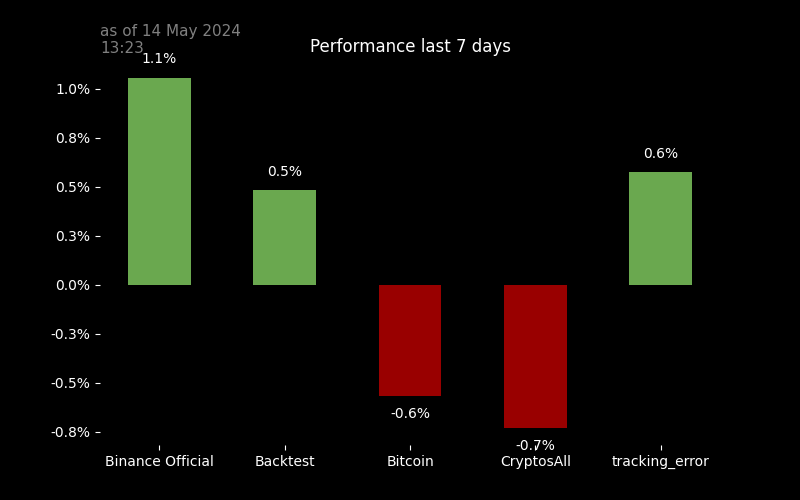 as of 14 May 2024
13:23
Performance last 7 days
1.1%
0.5%
-0.6%
-0.7%
0.6%
1.0%
0.8%
0.5%
0.3%
0.0%
-0.3%
-0.5%
-0.8%
Binance Official
Backtest
Bitcoin
CryptosAll
tracking_error